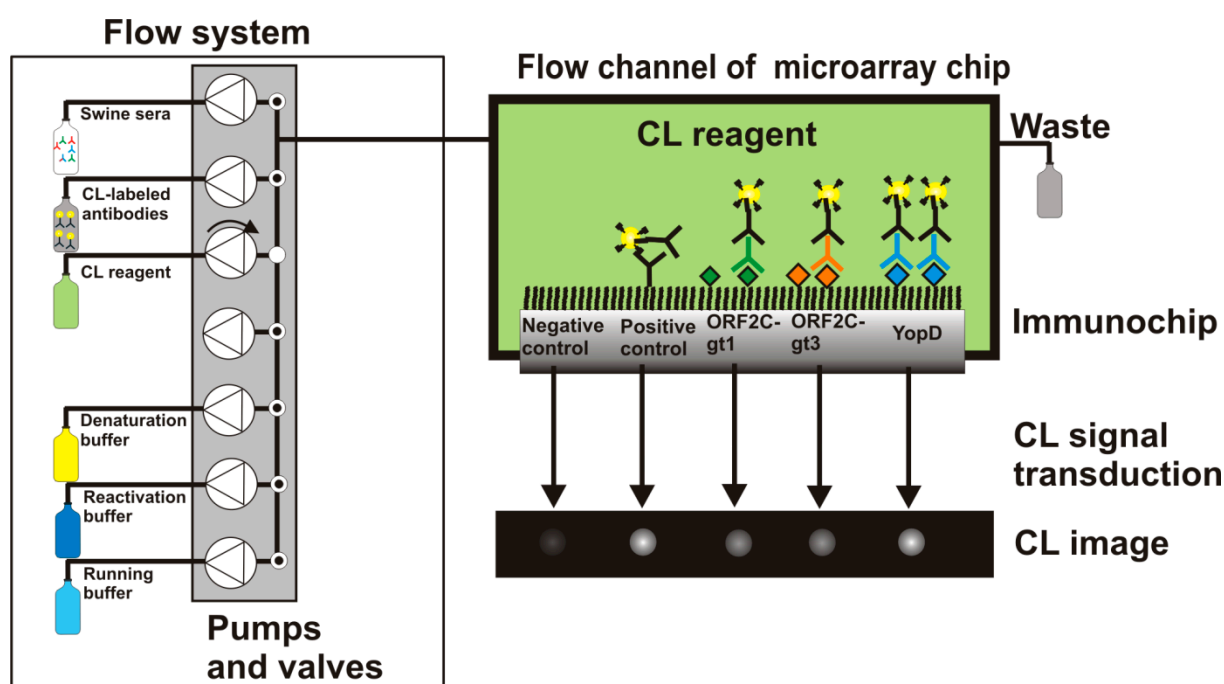 Flow system
Swine sera
CL-labeled
antibodies
CL reagent
Denaturation
buffer
Reactivation
buffer
Running
buffer
Pumps
and valves
Flow channel of microarray chip
CL reagent
Waste
Negative
control
Positive
control
ORF2C-
gt1
ORF2C-
gt3
YopD
Immunochip
CL signal
transduction
CL image